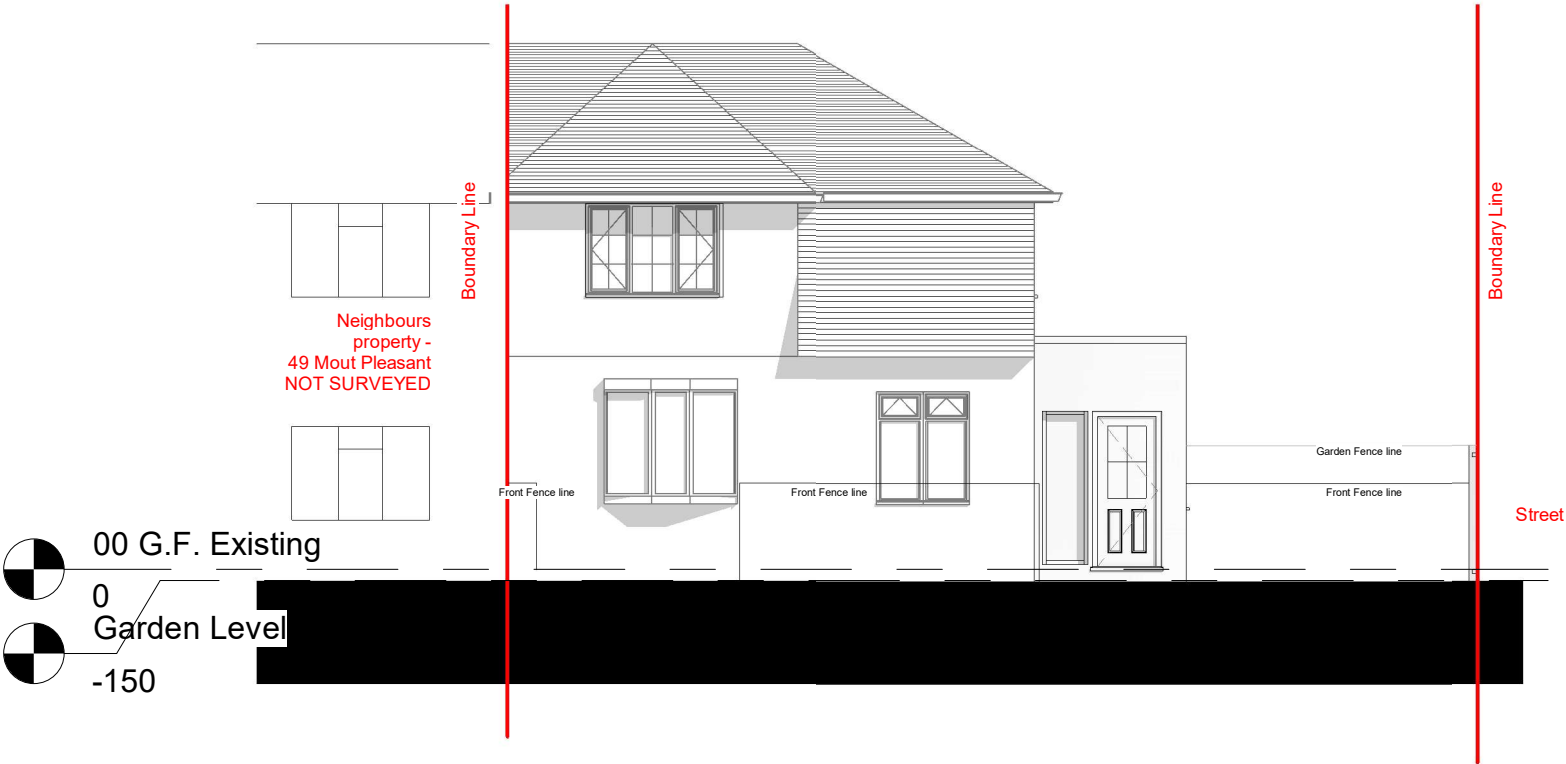 Boundary Line
Boundary Line
Neighbours
property -
49 Mout Pleasant
NOT SURVEYED
Garden Fence line
Front Fence line
Front Fence line
Front Fence line
Street
00 G.F. Existing
0
Garden Level
-150